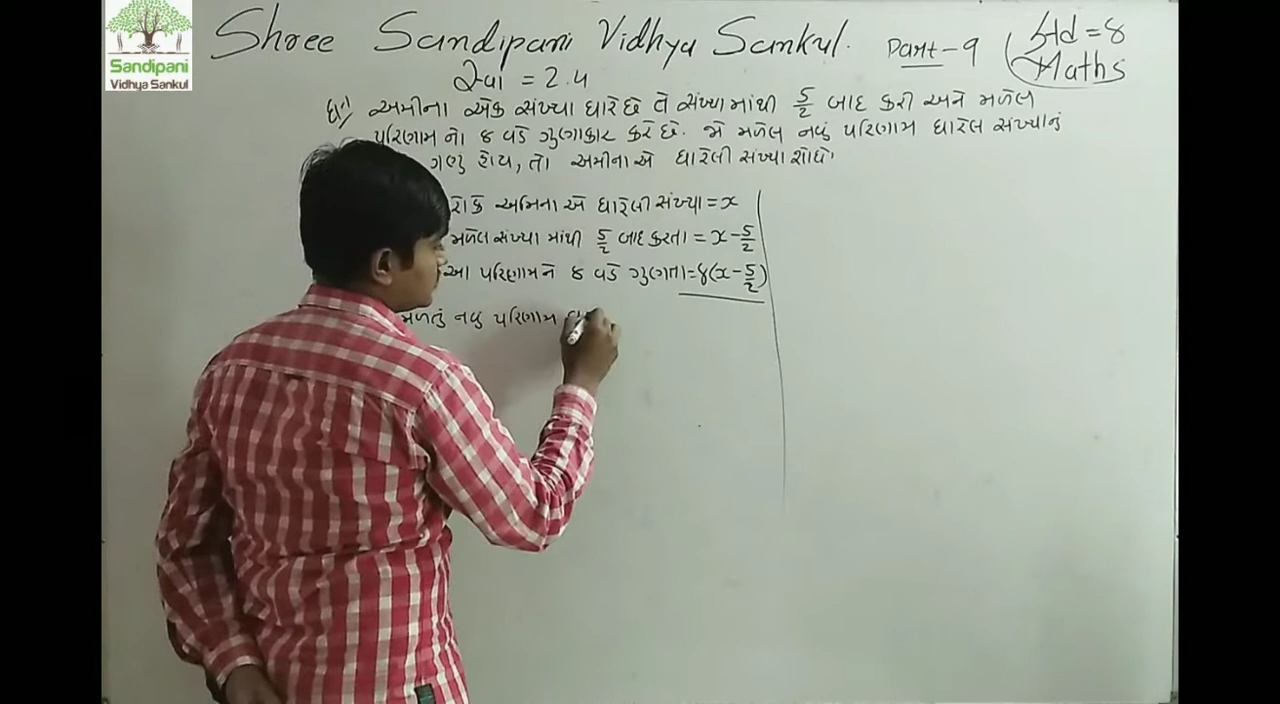 Sandipani
Vidhya Sankul
Shree Sandipani Vidhya Sankul. Part-9
Std = 8
Maths
સ્વા = 2.4
અમીના એક સંખ્યા ધારે છે તે સંખ્યા માંથી 5/2 બાદ કરી અને મળેલ
પરિણામ નો 8 વડે ગુણાકાર કરે છે. જો મળેલ નવું પરિણામ ધારેલ સંખ્યાનું
ગણુ હોય, તો અમીના એ ધારેલી સંખ્યા શોધો.
ધારોકે અમિના એ ધારેલી સંખ્યા = x
મળેલ સંખ્યા માંથી 5/2 બાદ કરતા = x - 5/2
આ પરિણામને 8 વડે ગુણતા = 8(x - 5/2)
મળતું નવું પરિણામ